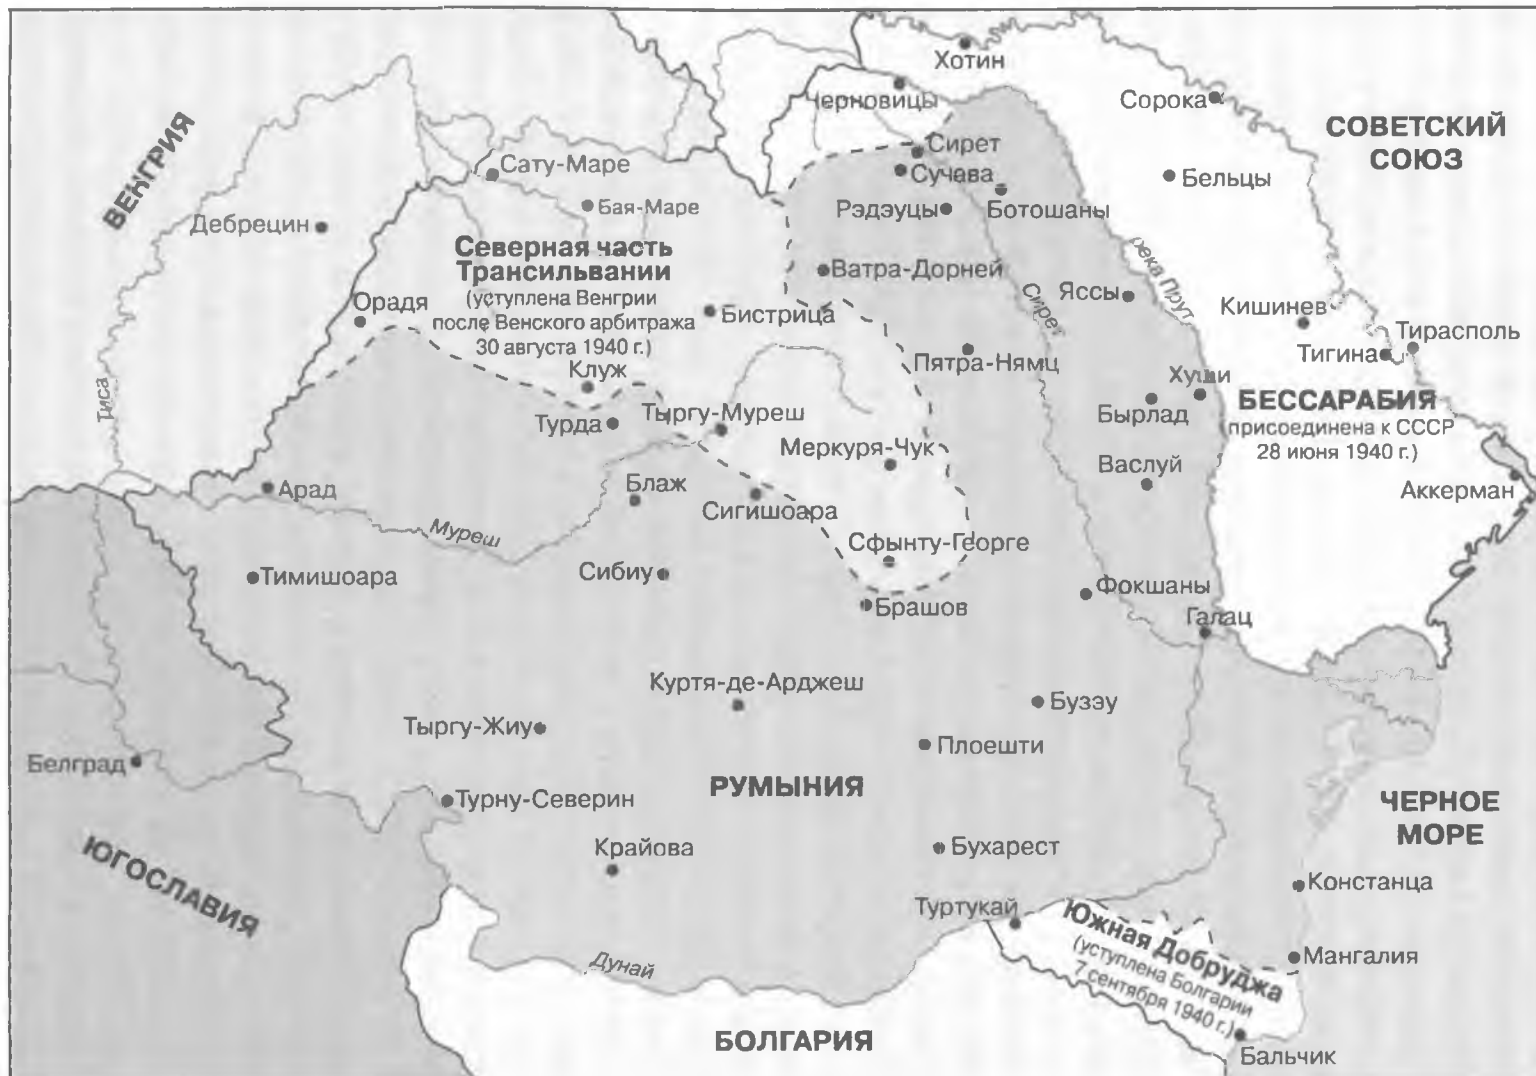 Хотин
Черновицы
Сорока
СОВЕТСКИЙ
СОЮЗ
ВЕНГРИЯ
Сирет
Сату-Маре
Сучава
Бельцы
Дебрецин
Бая-Маре
Рэдэуцы
Ботошаны
Северная часть
Трансильвании
(уступлена Венгрии
после Венского арбитража
30 августа 1940 г.)
река Прут
Ватра-Дорней
Сирет
Яссы
Орадя
Бистрица
Кишинев
Тирасполь
Тигина
Пятра-Нямц
Клуж
Хуши
Тиса
Турда
Тыргу-Муреш
Бырлад
БЕССАРАБИЯ
(присоединена к СССР
28 июня 1940 г.)
Меркуря-Чук
Васлуй
Арад
Блаж
Сигишоара
Аккерман
Муреш
Сфынту-Георге
Тимишоара
Сибиу
Брашов
Фокшаны
Галац
Куртя-де-Арджеш
Бузэу
Тыргу-Жиу
Плоешти
Белград
РУМЫНИЯ
Турну-Северин
ЧЕРНОЕ
МОРЕ
Крайова
Бухарест
ЮГОСЛАВИЯ
Констанца
Туртукай
Южная Добруджа
(уступлена Болгарии
7 сентября 1940 г.)
Мангалия
Дунай
БОЛГАРИЯ
Бальчик